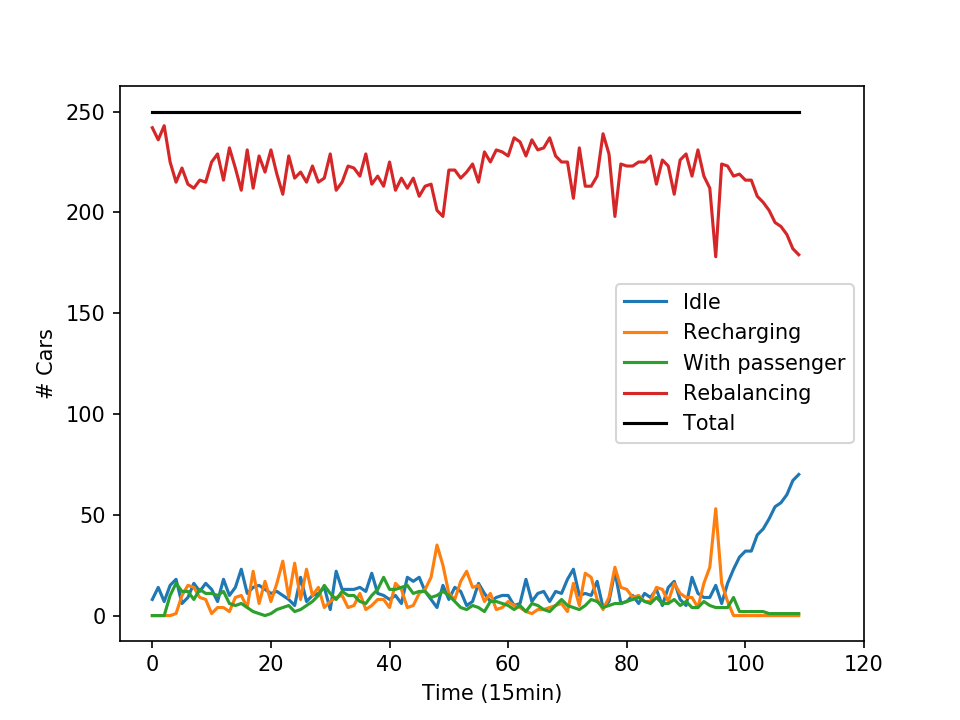 250
200
150
100
50
0
# Cars
Idle
Recharging
With passenger
Rebalancing
Total
0 20 40 60 80 100 120
Time (15min)